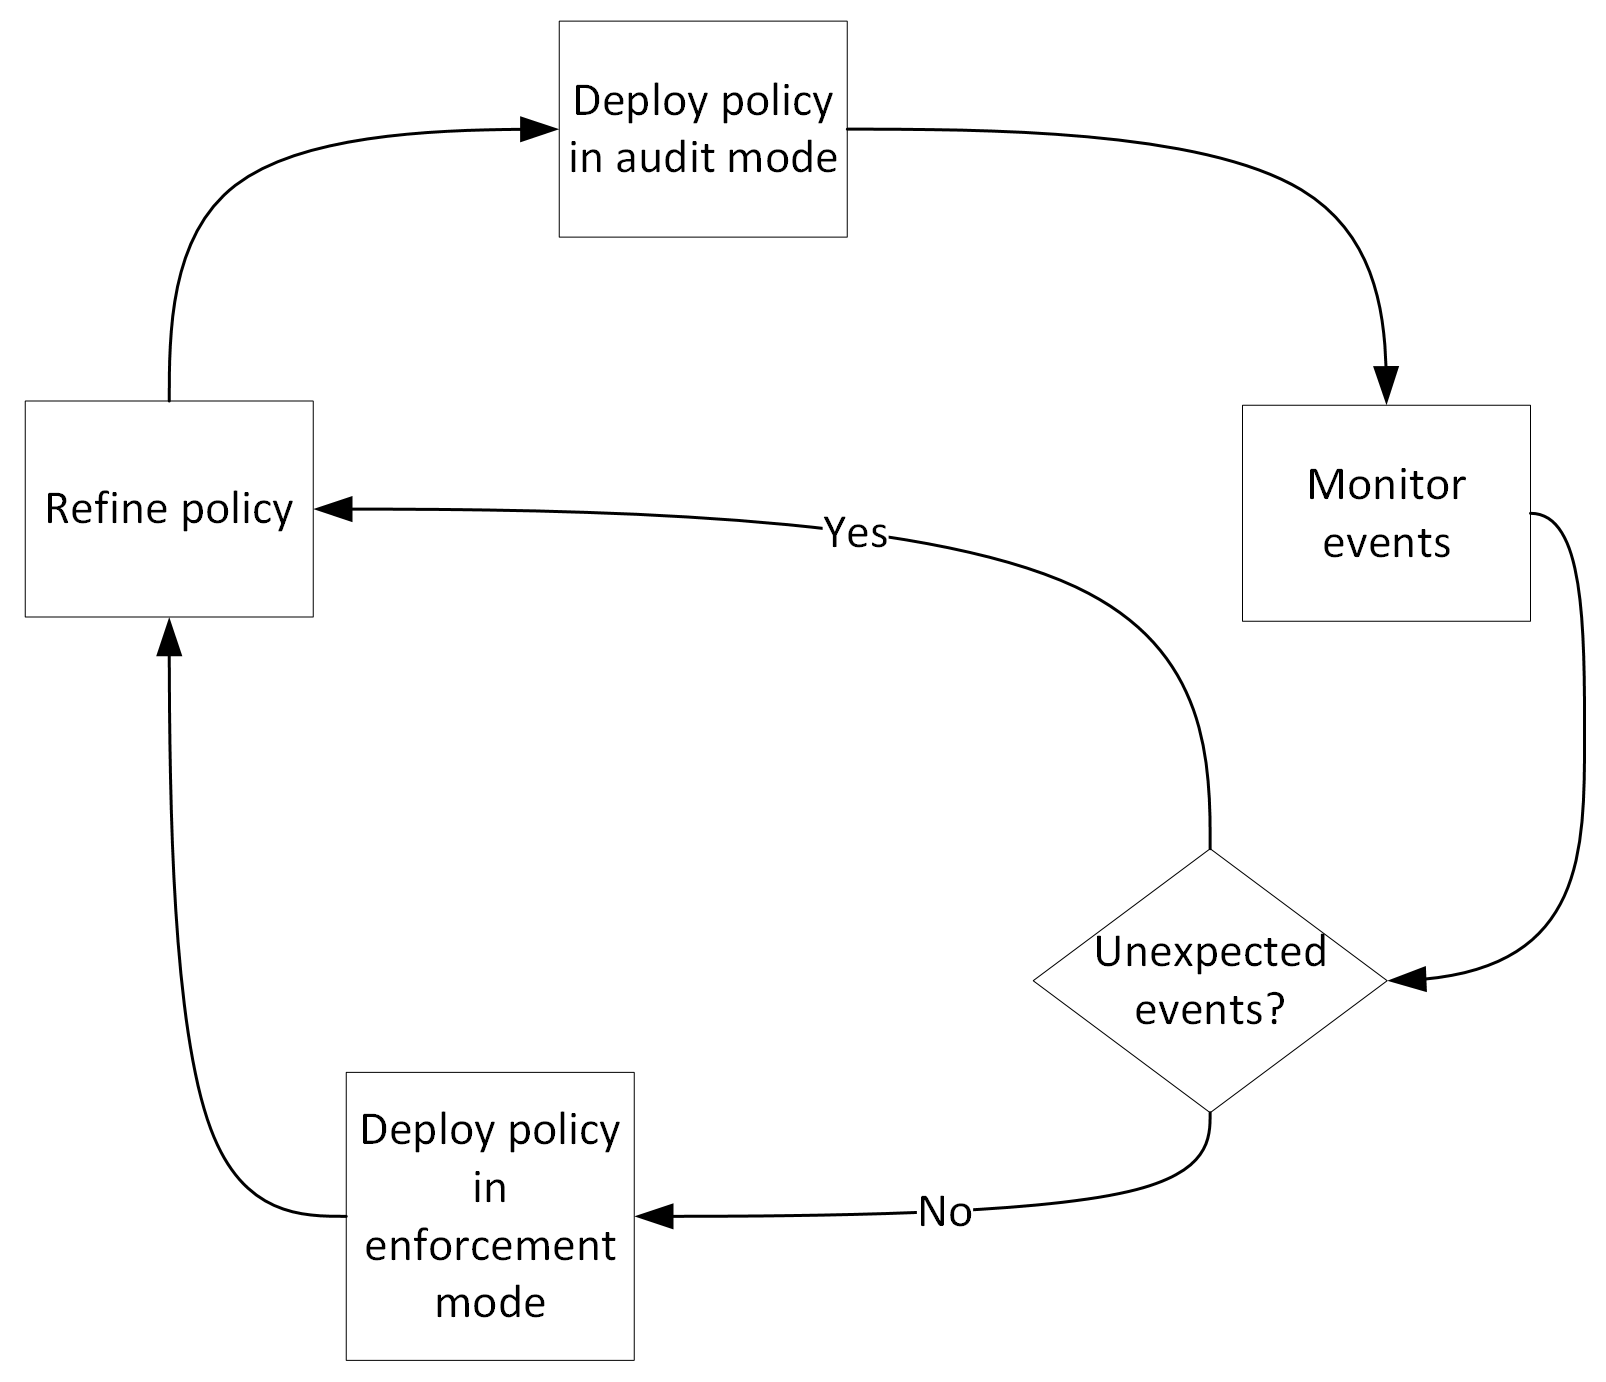 Deploy policy
in audit mode
Refine policy
Monitor
events
Yes
Unexpected
events?
Deploy policy
in
enforcement
mode
No